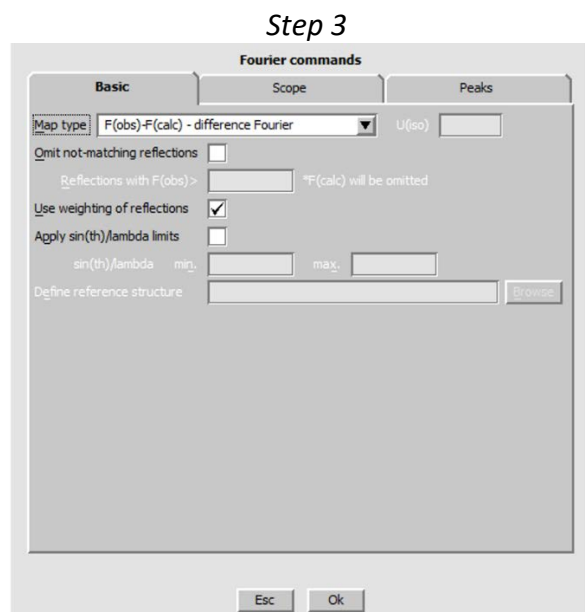 Step 3
Fourier commands
Basic Scope Peaks
Map type F(obs)-F(calc) - difference Fourier U(iso)
Omit not-matching reflections
Reflections with F(obs)> *F(calc) will be omitted
Use weighting of reflections
Apply sin(th)/lambda limits
sin(th)/lambda min. max.
Define reference structure Browse
Esc Ok